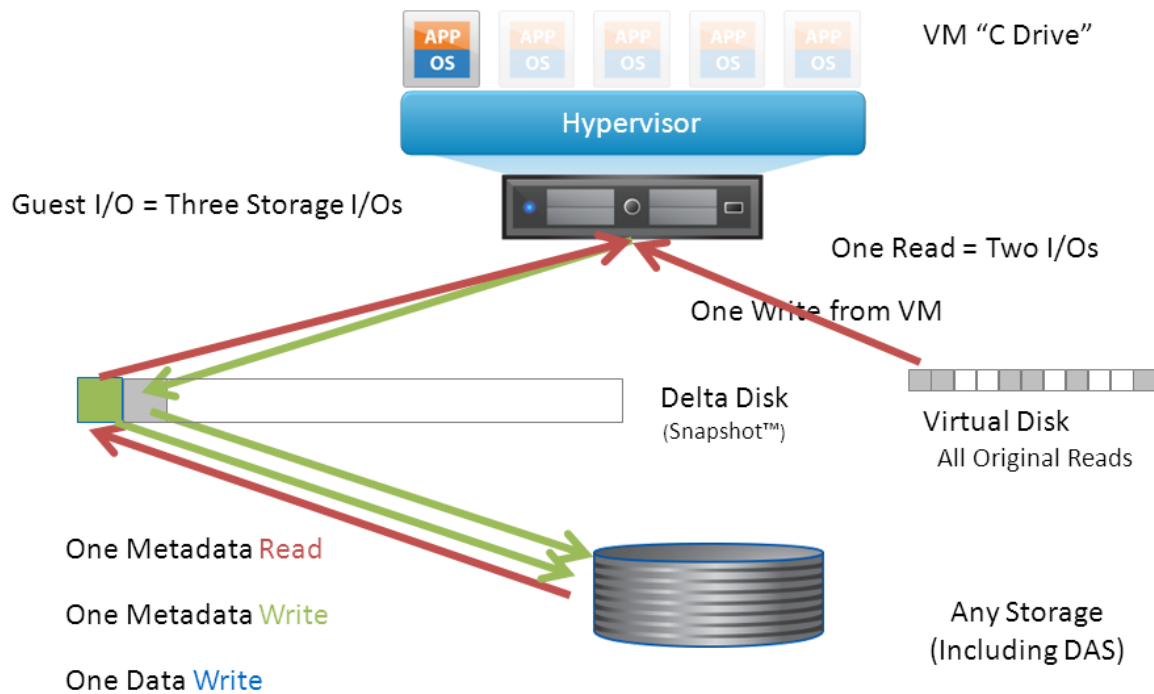 APP APP APP APP APP
OS OS OS OS OS
VM “C Drive”
Hypervisor
Guest I/O = Three Storage I/Os
One Read = Two I/Os
One Write from VM
Delta Disk
(Snapshot™)
Virtual Disk
All Original Reads
One Metadata Read
One Metadata Write
One Data Write
Any Storage
(Including DAS)